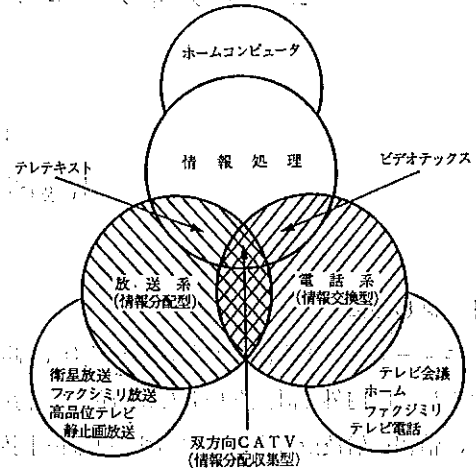 ホームコンピュータ
情報処理
テレテキスト
ビデオテックス
放送系
(情報分配型)
電話系
(情報交換型)
衛星放送
ファクシミリ放送
高品位テレビ
静止画放送
テレビ会議
ホーム
ファクジミリ
テレビ電話
双方向CATV
(情報分配収集型)